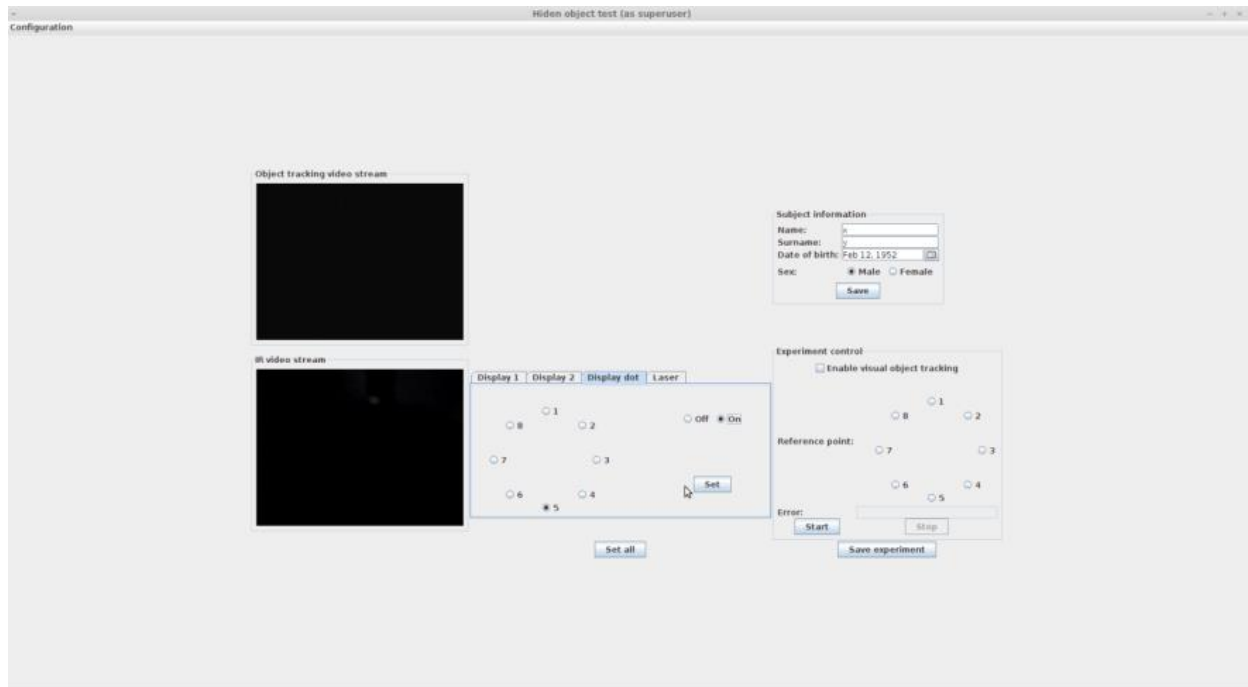 Hiden object test (as superuser)
Configuration
Object tracking video stream
IR video stream
Display 1 Display 2 Display dot Laser
1
8 2
Off On
7 3
Set
6 4
5
Set all
Subject information
Name: x
Surname: y
Date of birth: Feb 12, 1952
Sex: Male Female
Save
Experiment control
Enable visual object tracking
1
8 2
Reference point:
7 3
6 4
5
Error:
Start Stop
Save experiment